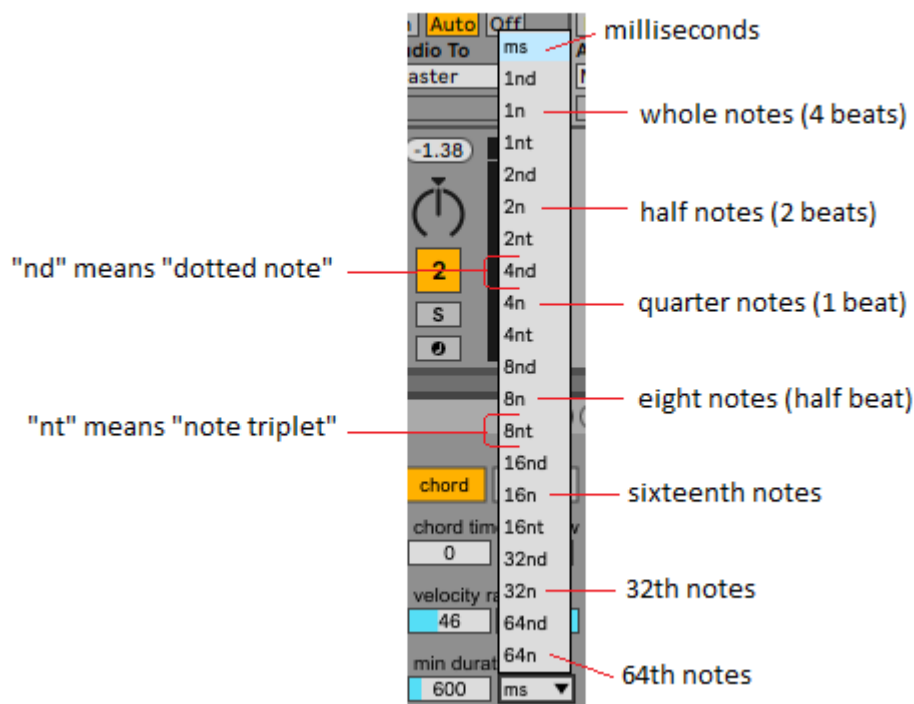 Auto Off
dio To
ms
milliseconds
aster
1nd
1n
whole notes (4 beats)
-1.38
1nt
2nd
2n
half notes (2 beats)
2nt
"nd" means "dotted note"
2
4nd
4n
quarter notes (1 beat)
S
4nt
8nd
8n
eight notes (half beat)
"nt" means "note triplet"
8nt
16nd
chord
16n
sixteenth notes
chord tim
16nt
w
0
32nd
velocity ra
32n
32th notes
46
64nd
min durat
64n
64th notes
600
ms